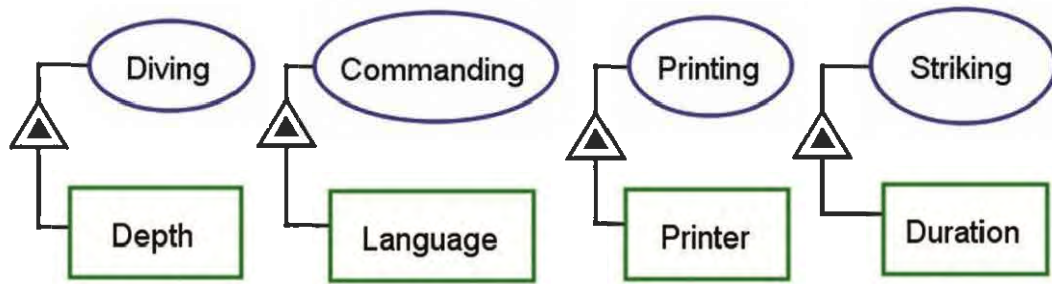 Diving
Commanding
Printing
Striking
Depth
Language
Printer
Duration